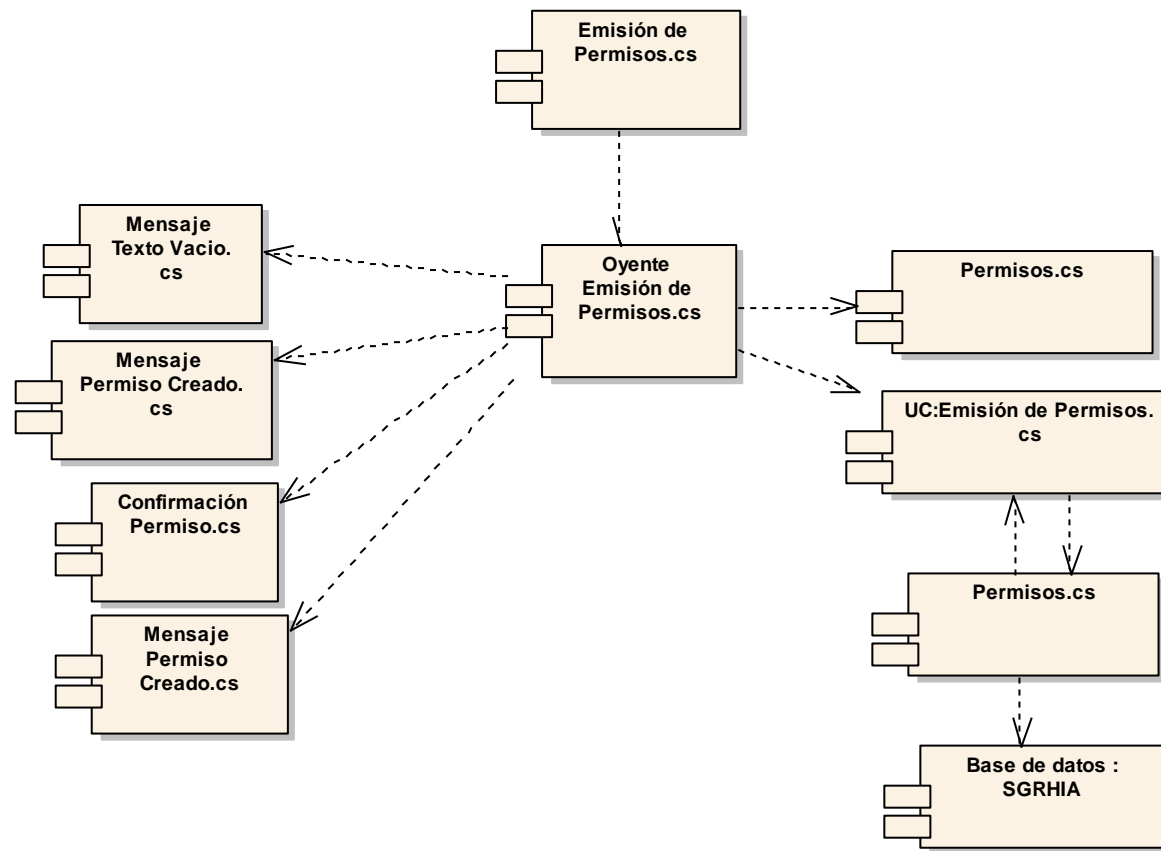 Emisión de
Permisos.cs
Mensaje
Texto Vacio.
cs
Oyente
Emisión de
Permisos.cs
Permisos.cs
Mensaje
Permiso Creado.
cs
UC:Emisión de Permisos.
cs
Confirmación
Permiso.cs
Permisos.cs
Mensaje
Permiso
Creado.cs
Base de datos :
SGRHIA